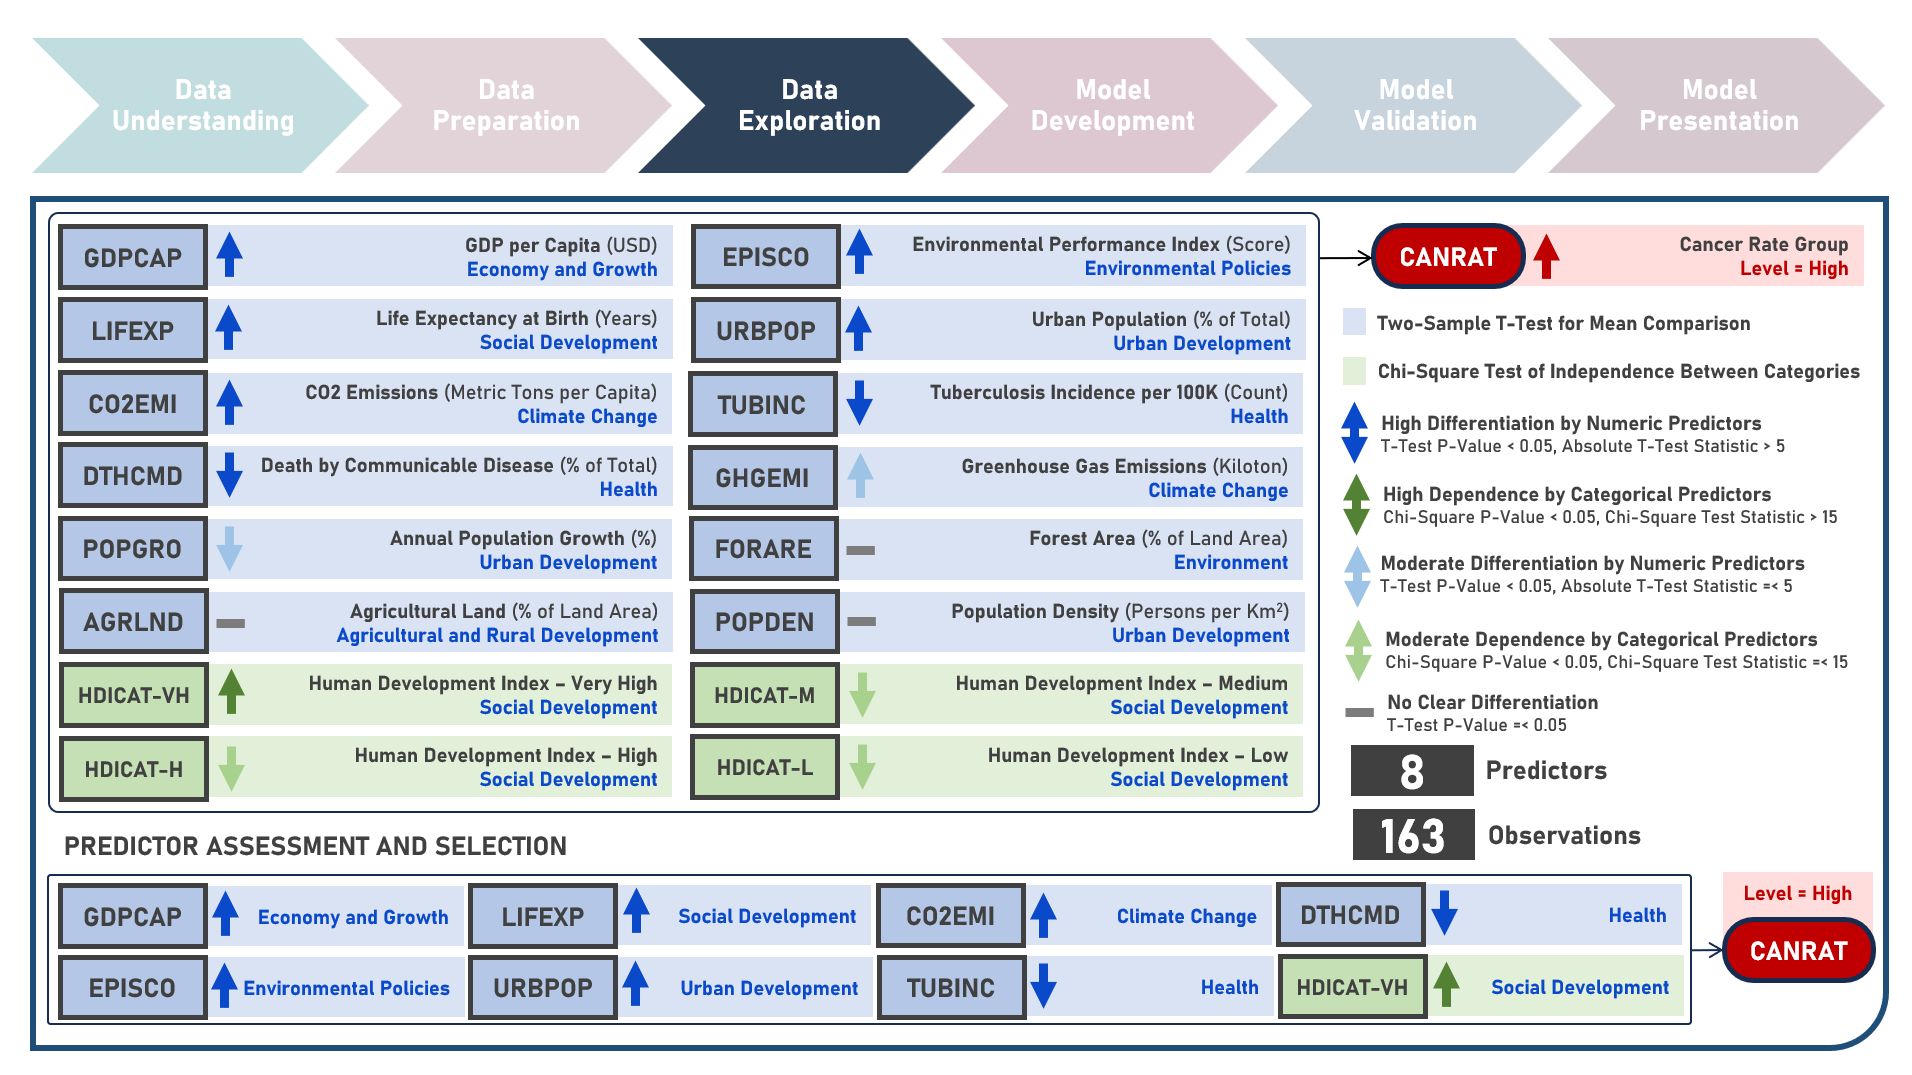 Data
Understanding
Data
Preparation
Data
Exploration
Model
Development
Model
Validation
Model
Presentation
GDPCAP
GDP per Capita (USD)
Economy and Growth
LIFEXP
Life Expectancy at Birth (Years)
Social Development
CO2EMI
CO2 Emissions (Metric Tons per Capita)
Climate Change
DTHCMD
Death by Communicable Disease (% of Total)
Health
POPGRO
Annual Population Growth (%)
Urban Development
AGRLND
Agricultural Land (% of Land Area)
Agricultural and Rural Development
HDICAT-VH
Human Development Index – Very High
Social Development
HDICAT-H
Human Development Index – High
Social Development
EPISCO
Environmental Performance Index (Score)
Environmental Policies
URBPOP
Urban Population (% of Total)
Urban Development
TUBINC
Tuberculosis Incidence per 100K (Count)
Health
GHGEMI
Greenhouse Gas Emissions (Kiloton)
Climate Change
FORARE
Forest Area (% of Land Area)
Environment
POPDEN
Population Density (Persons per Km²)
Urban Development
HDICAT-M
Human Development Index – Medium
Social Development
HDICAT-L
Human Development Index – Low
Social Development
CANRAT
Cancer Rate Group
Level = High
Two-Sample T-Test for Mean Comparison
Chi-Square Test of Independence Between Categories
High Differentiation by Numeric Predictors
T-Test P-Value < 0.05, Absolute T-Test Statistic > 5
High Dependence by Categorical Predictors
Chi-Square P-Value < 0.05, Chi-Square Test Statistic > 15
Moderate Differentiation by Numeric Predictors
T-Test P-Value < 0.05, Absolute T-Test Statistic =< 5
Moderate Dependence by Categorical Predictors
Chi-Square P-Value < 0.05, Chi-Square Test Statistic =< 15
No Clear Differentiation
T-Test P-Value =< 0.05
8 Predictors
163 Observations
PREDICTOR ASSESSMENT AND SELECTION
GDPCAP
Economy and Growth
LIFEXP
Social Development
CO2EMI
Climate Change
DTHCMD
Health
EPISCO
Environmental Policies
URBPOP
Urban Development
TUBINC
Health
HDICAT-VH
Social Development
Level = High
CANRAT